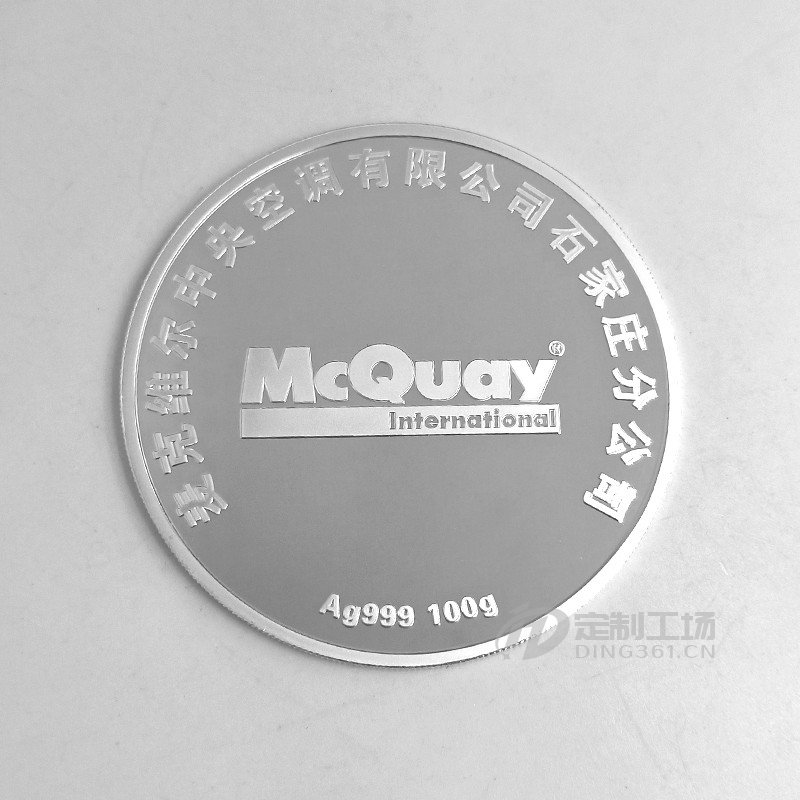 麦克维尔中央空调有限公司石家庄分公司
McQuay®
International
Ag999 100g
定制工场
DING361.CN